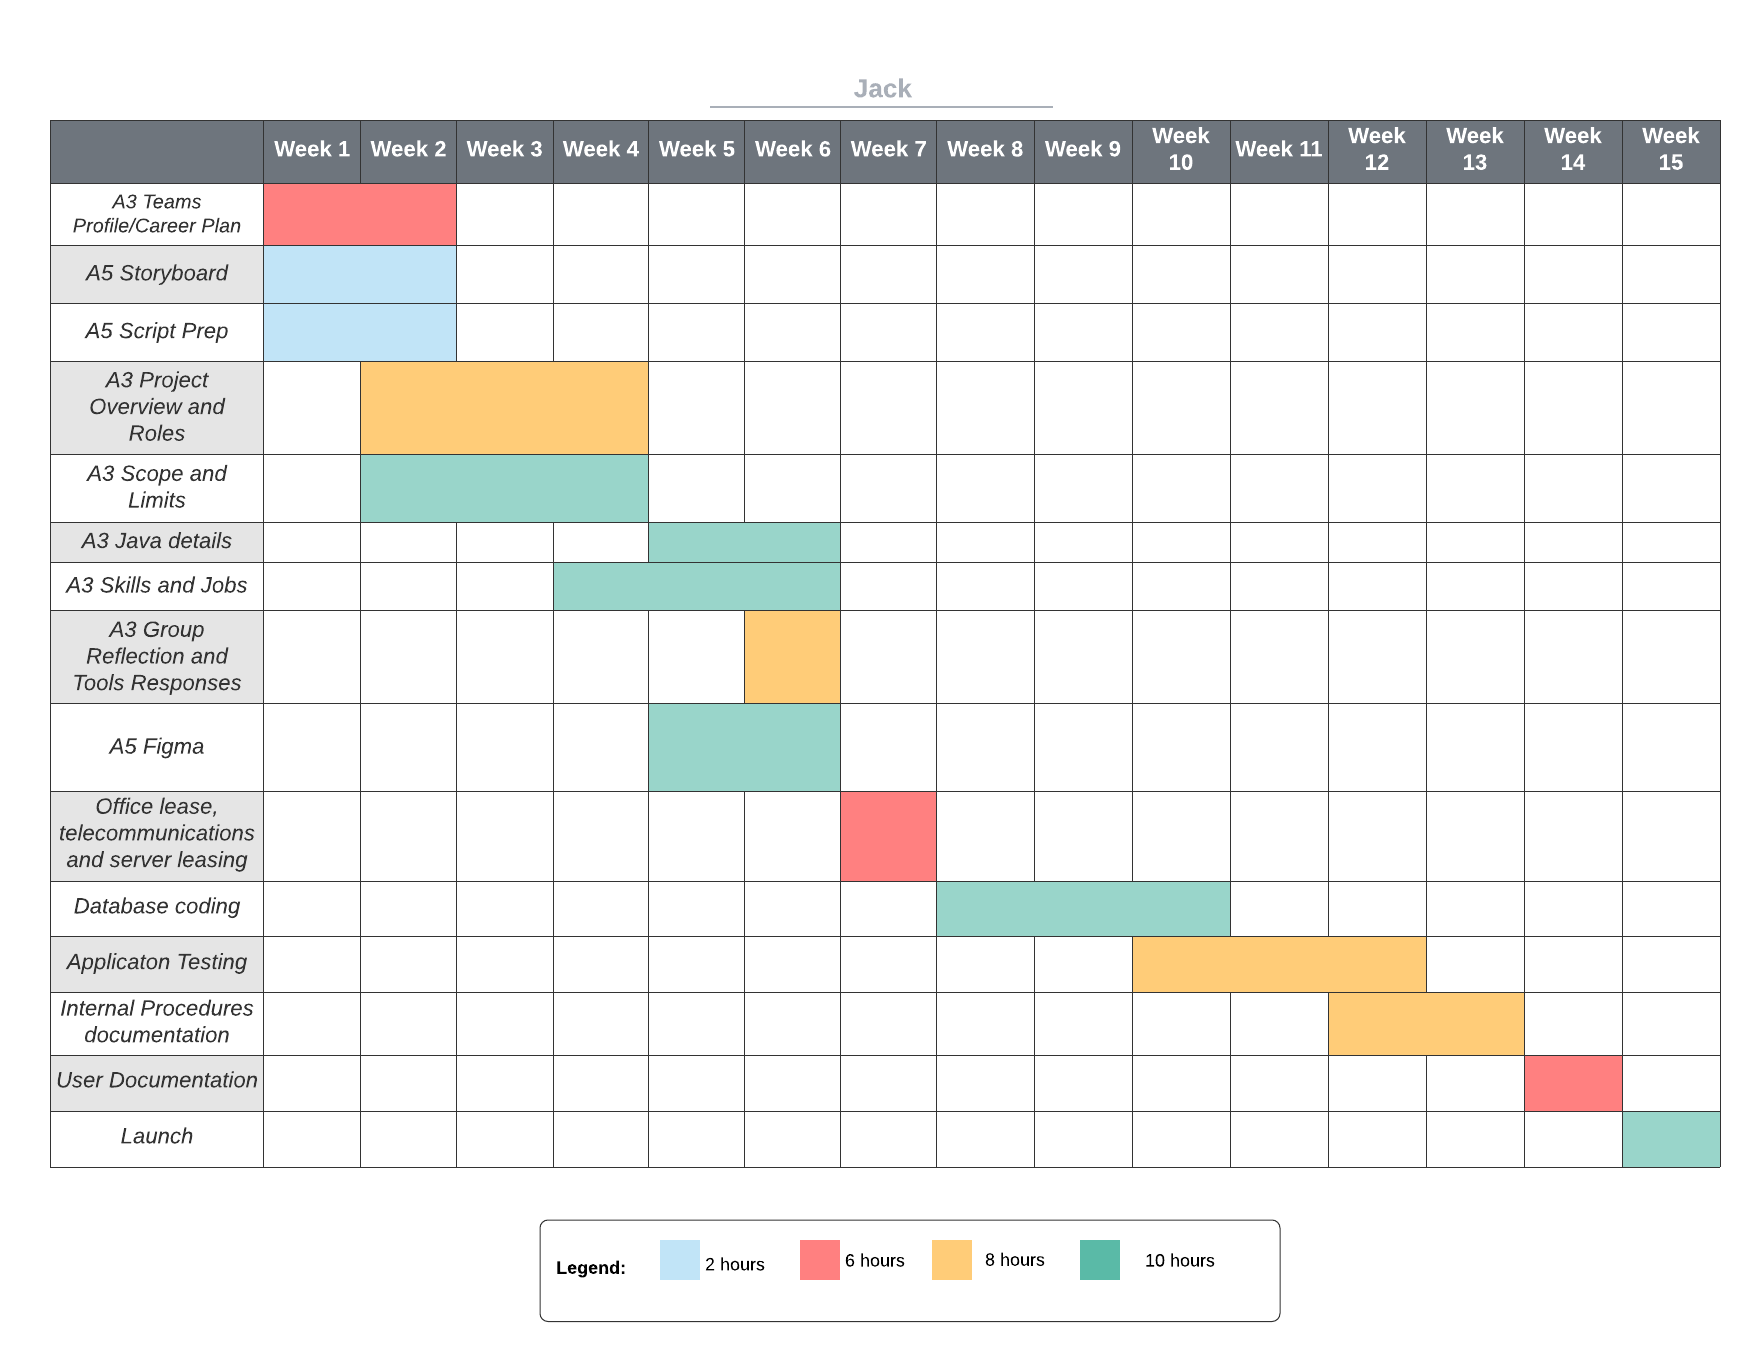 Jack
Week 1 Week 2 Week 3 Week 4 Week 5 Week 6 Week 7 Week 8 Week 9 Week 10 Week 11 Week 12 Week 13 Week 14 Week 15
A3 Teams
Profile/Career Plan
A5 Storyboard
A5 Script Prep
A3 Project
Overview and
Roles
A3 Scope and
Limits
A3 Java details
A3 Skills and Jobs
A3 Group
Reflection and
Tools Responses
A5 Figma
Office lease,
telecommunications
and server leasing
Database coding
Applicaton Testing
Internal Procedures
documentation
User Documentation
Launch
Legend: 2 hours 6 hours 8 hours 10 hours